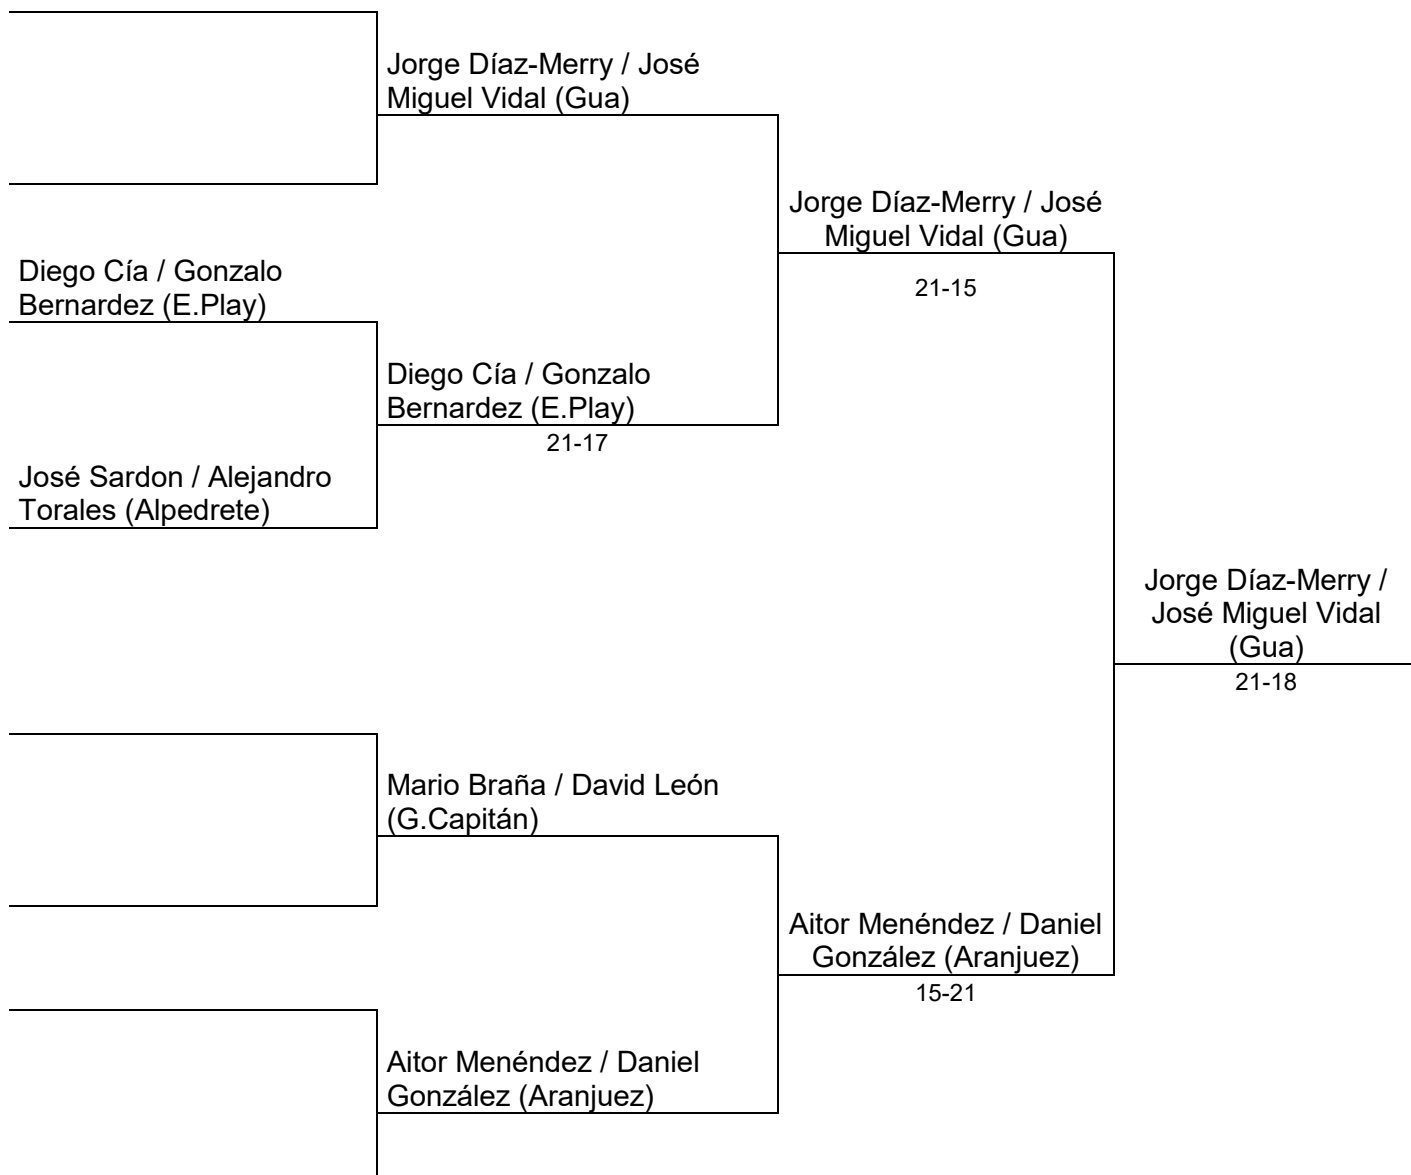 Jorge Díaz-Merry / José
Miguel Vidal (Gua)
Jorge Díaz-Merry / José
Miguel Vidal (Gua)
21-15
Diego Cía / Gonzalo
Bernardez (E.Play)
Diego Cía / Gonzalo
Bernardez (E.Play)
21-17
José Sardon / Alejandro
Torales (Alpedrete)
Jorge Díaz-Merry /
José Miguel Vidal
(Gua)
21-18
Mario Braña / David León
(G.Capitán)
Aitor Menéndez / Daniel
González (Aranjuez)
15-21
Aitor Menéndez / Daniel
González (Aranjuez)